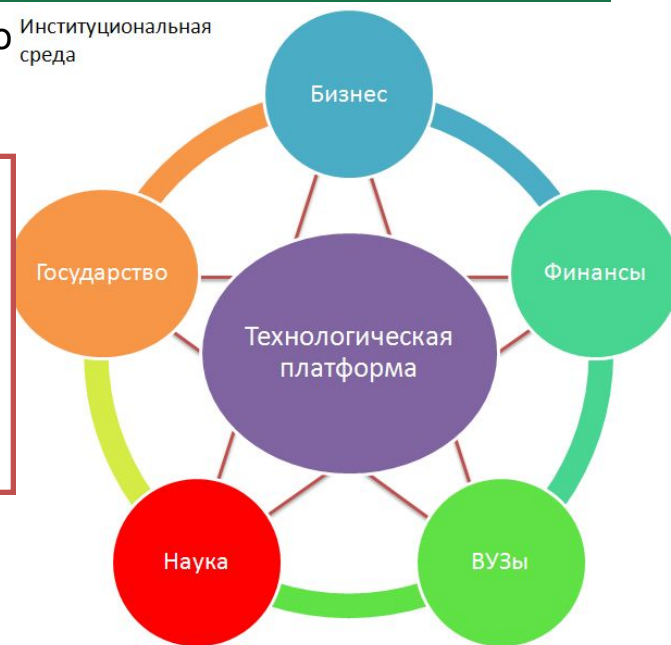 Институциональная
среда
Бизнес
Государство
Финансы
Технологическая
платформа
Наука
ВУЗы